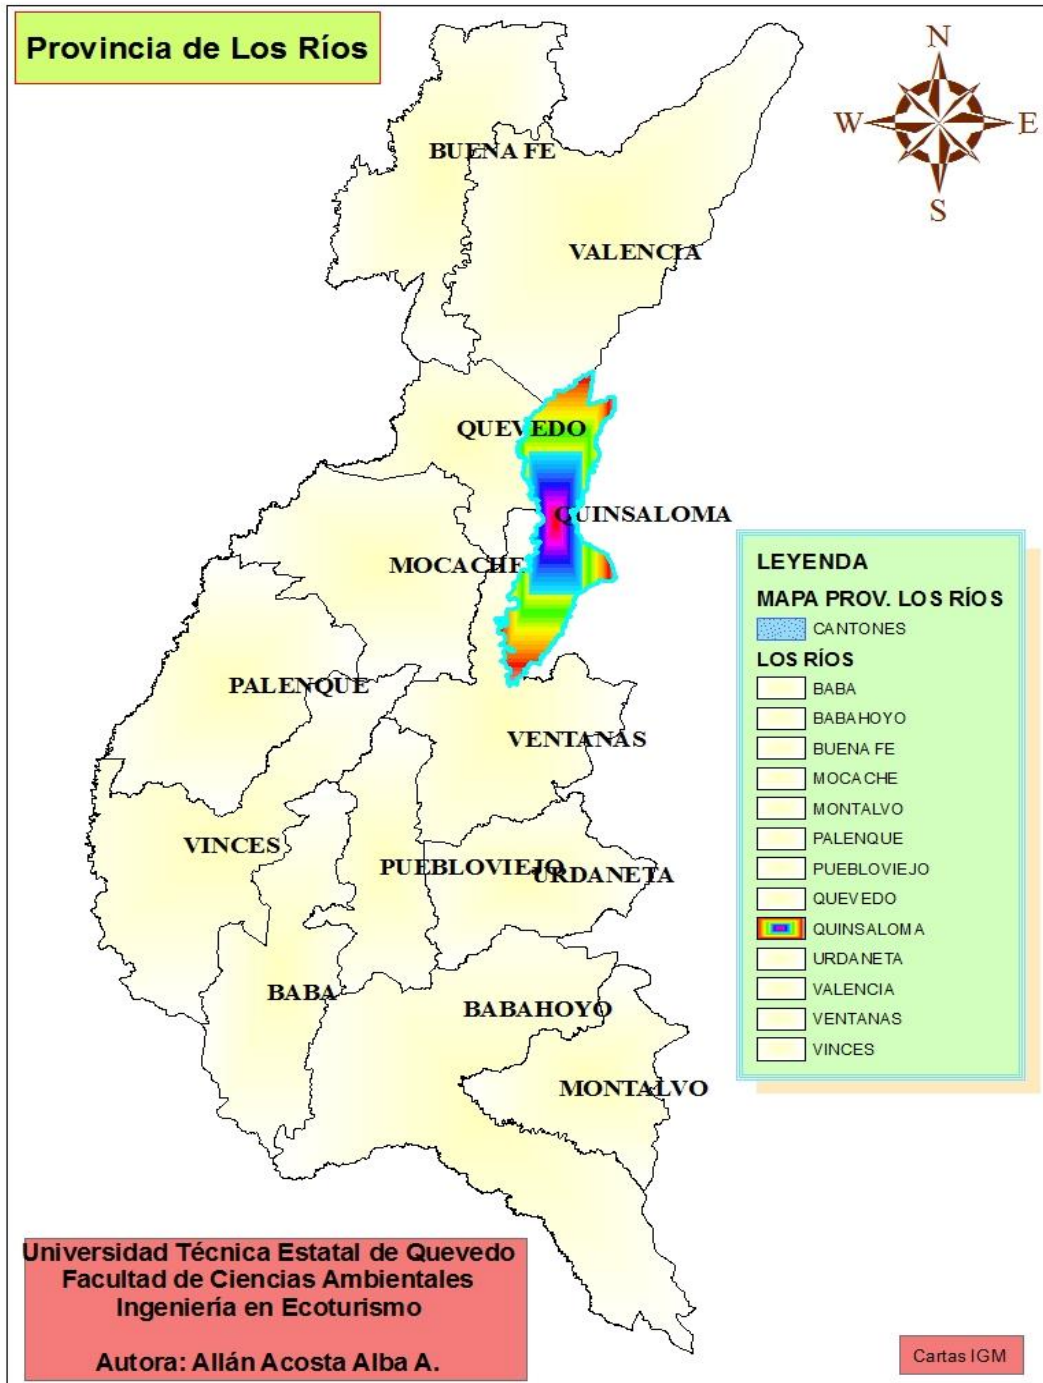 Provincia de Los Ríos
N
W
E
S
BUENA FE
VALENCIA
QUEVEDO
QUINSALOMA
MOCACHE
PALENQUE
VENTANAS
VINCES
PUEBLOVIEJO
URDANETA
BABA
BABAHOYO
MONTALVO
LEYENDA
MAPA PROV. LOS RÍOS
CANTONES
LOS RÍOS
BABA
BABAHOYO
BUENA FE
MOCACHE
MONTALVO
PALENQUE
PUEBLOVIEJO
QUEVEDO
QUINSALOMA
URDANETA
VALENCIA
VENTANAS
VINCES
Universidad Técnica Estatal de Quevedo
Facultad de Ciencias Ambientales
Ingeniería en Ecoturismo
Autora: Allán Acosta Alba A.
Cartas IGM